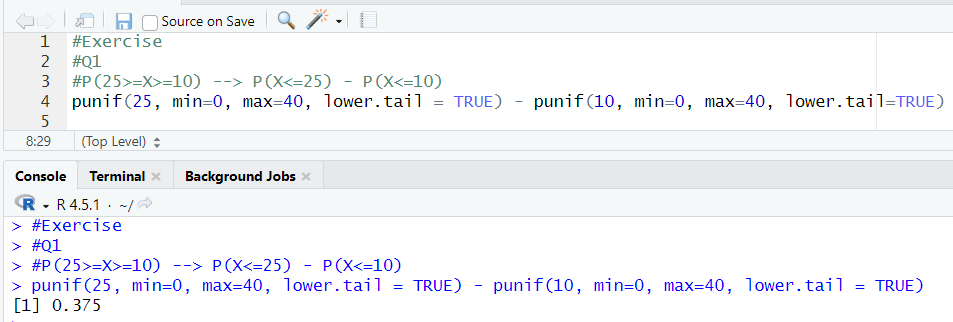 Source on Save
1 #Exercise
2 #Q1
3 #P(25>=X>=10) --> P(X<=25) - P(X<=10)
4 punif(25, min=0, max=40, lower.tail = TRUE) - punif(10, min=0, max=40, lower.tail=TRUE)
5
8:29 (Top Level)
Console Terminal Background Jobs
R R 4.5.1 · ~/
> #Exercise
> #Q1
> #P(25>=X>=10) --> P(X<=25) - P(X<=10)
> punif(25, min=0, max=40, lower.tail = TRUE) - punif(10, min=0, max=40, lower.tail = TRUE)
[1] 0.375